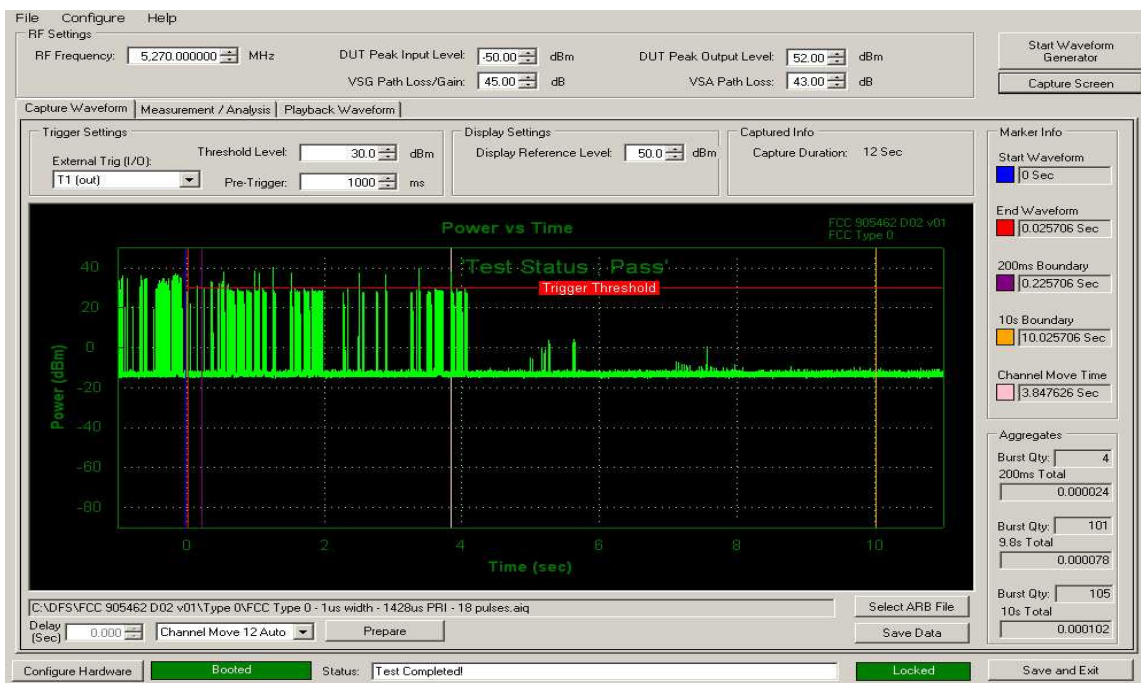 File Configure Help
RF Settings
RF Frequency: 5,270.000000 MHz DUT Peak Input Level: -50.00 dBm DUT Peak Output Level: 52.00 dBm
VSG Path Loss/Gain: 45.00 dB VSA Path Loss: 43.00 dB
Start Waveform Generator
Capture Screen
Capture Waveform Measurement / Analysis Playback Waveform
Trigger Settings
External Trig (I/O): Threshold Level: 30.0 dBm
T1 (out) Pre-Trigger: 1000 ms
Display Settings
Display Reference Level: 50.0 dBm
Captured Info
Capture Duration: 12 Sec
Power vs Time
FCC 905462 D02 v01
FCC Type 0
'Test Status : Pass'
Trigger Threshold
Power (dBm)
40
20
0
-20
-40
-60
-80
0 2 4 6 8 10
Time (sec)
Marker Info
Start Waveform
0 Sec
End Waveform
0.025706 Sec
200ms Boundary
0.225706 Sec
10s Boundary
10.025706 Sec
Channel Move Time
3.847626 Sec
Aggregates
Burst Qty: 4
200ms Total
0.000024
Burst Qty: 101
9.8s Total
0.000078
Burst Qty: 105
10s Total
0.000102
C:\DFS\FCC 905462 D02 v01\Type 0\FCC Type 0 - 1us width - 1428us PRI - 18 pulses.aiq
Select ARB File
Delay (Sec) 0.000 Channel Move 12 Auto Prepare
Save Data
Configure Hardware Booted Status: Test Completed! Locked Save and Exit